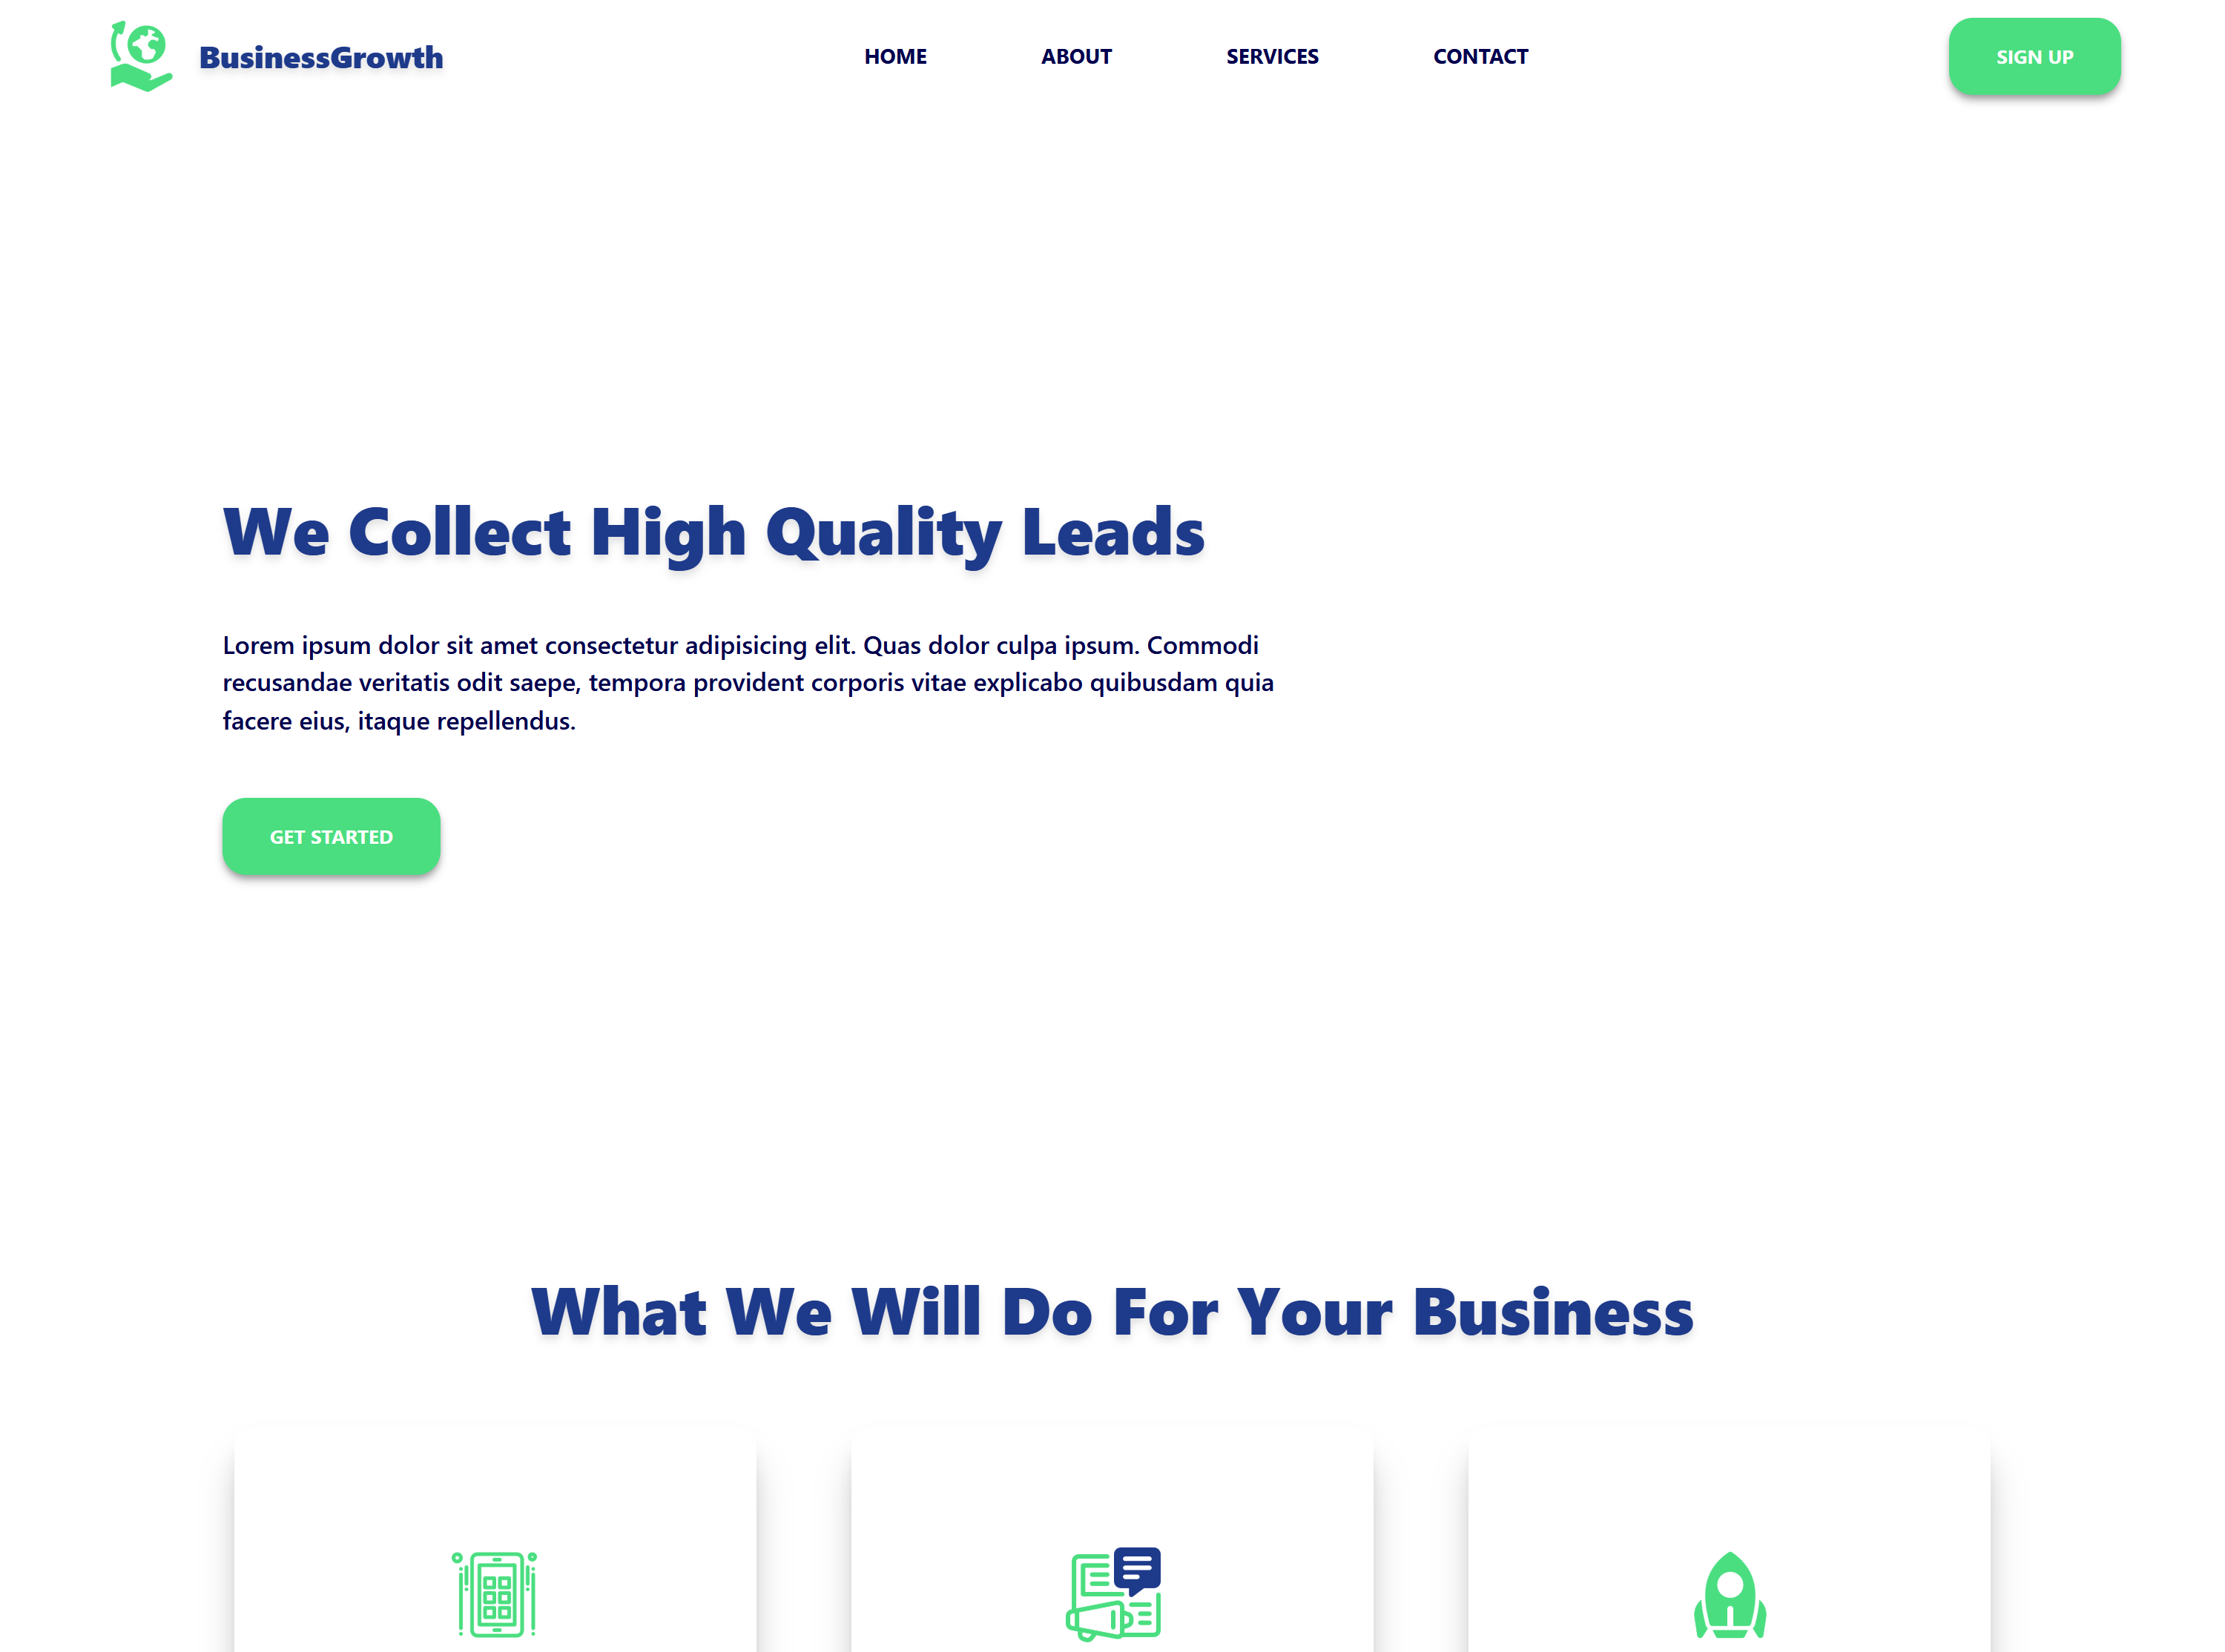 BusinessGrowth
HOME
ABOUT
SERVICES
CONTACT
SIGN UP
We Collect High Quality Leads
Lorem ipsum dolor sit amet consectetur adipisicing elit. Quas dolor culpa ipsum. Commodi
recusandae veritatis odit saepe, tempora provident corporis vitae explicabo quibusdam quia
facere eius, itaque repellendus.
GET STARTED
What We Will Do For Your Business